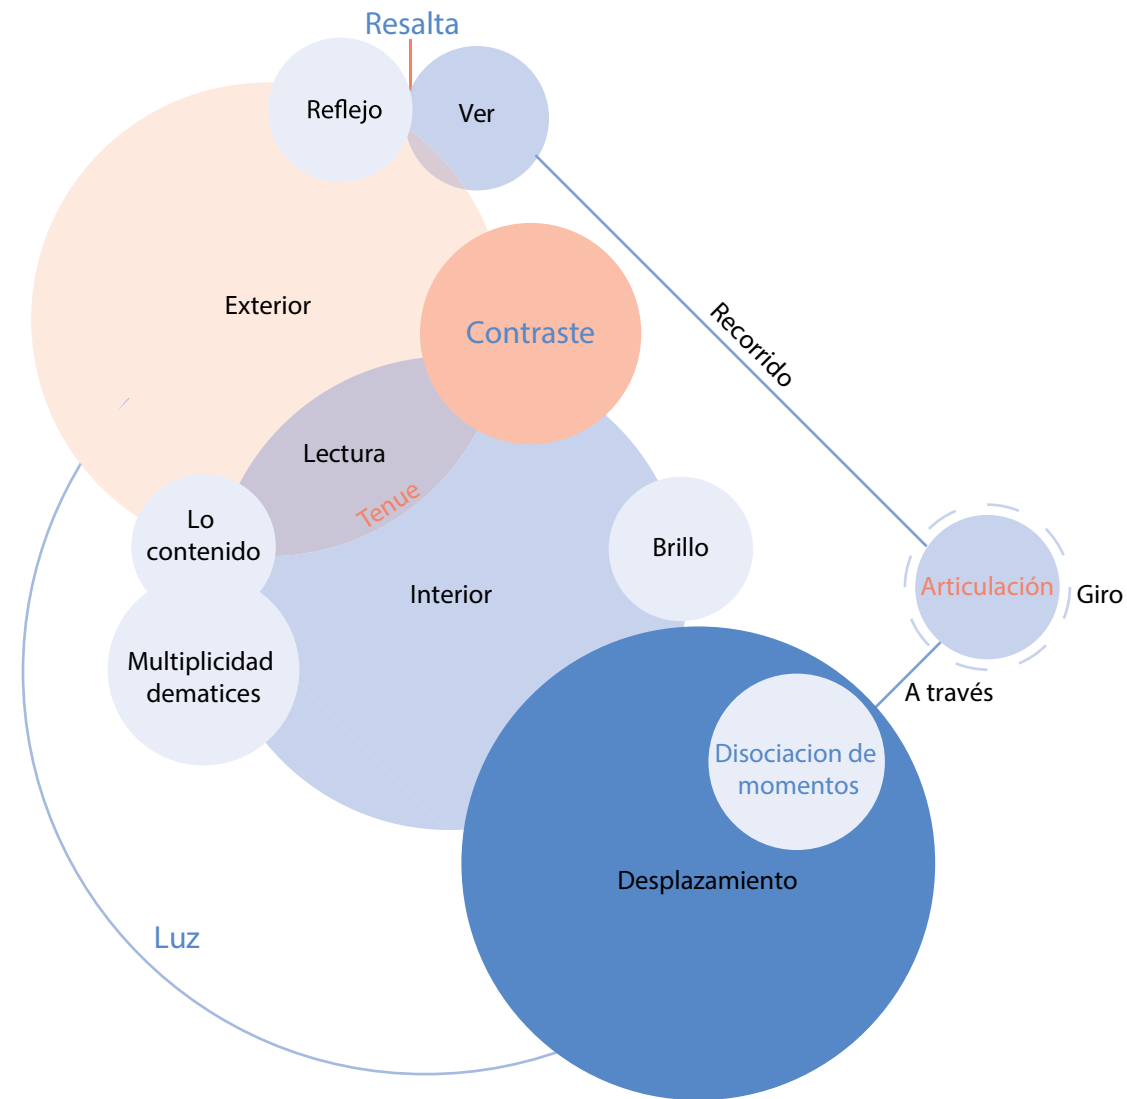 Resalta
Reflejo
Ver
Exterior
Contraste
Recorrido
Lectura
Tenue
Lo
contenido
Brillo
Interior
Articulación
Giro
Multiplicidad
dematices
A través
Disociacion de
momentos
Desplazamiento
Luz